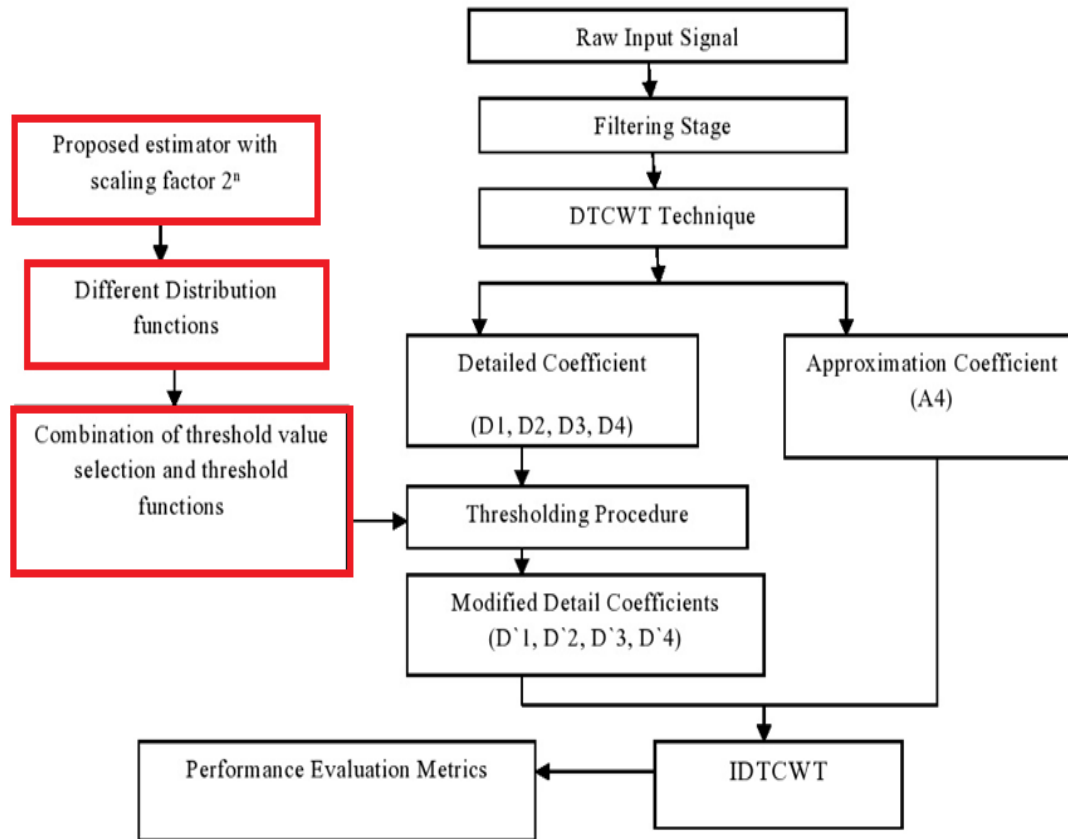 Raw Input Signal
Filtering Stage
DTCWT Technique
Proposed estimator with
scaling factor 2ⁿ
Different Distribution
functions
Combination of threshold value
selection and threshold
functions
Detailed Coefficient
(D1, D2, D3, D4)
Approximation Coefficient
(A4)
Thresholding Procedure
Modified Detail Coefficients
(D`1, D`2, D`3, D`4)
IDTCWT
Performance Evaluation Metrics